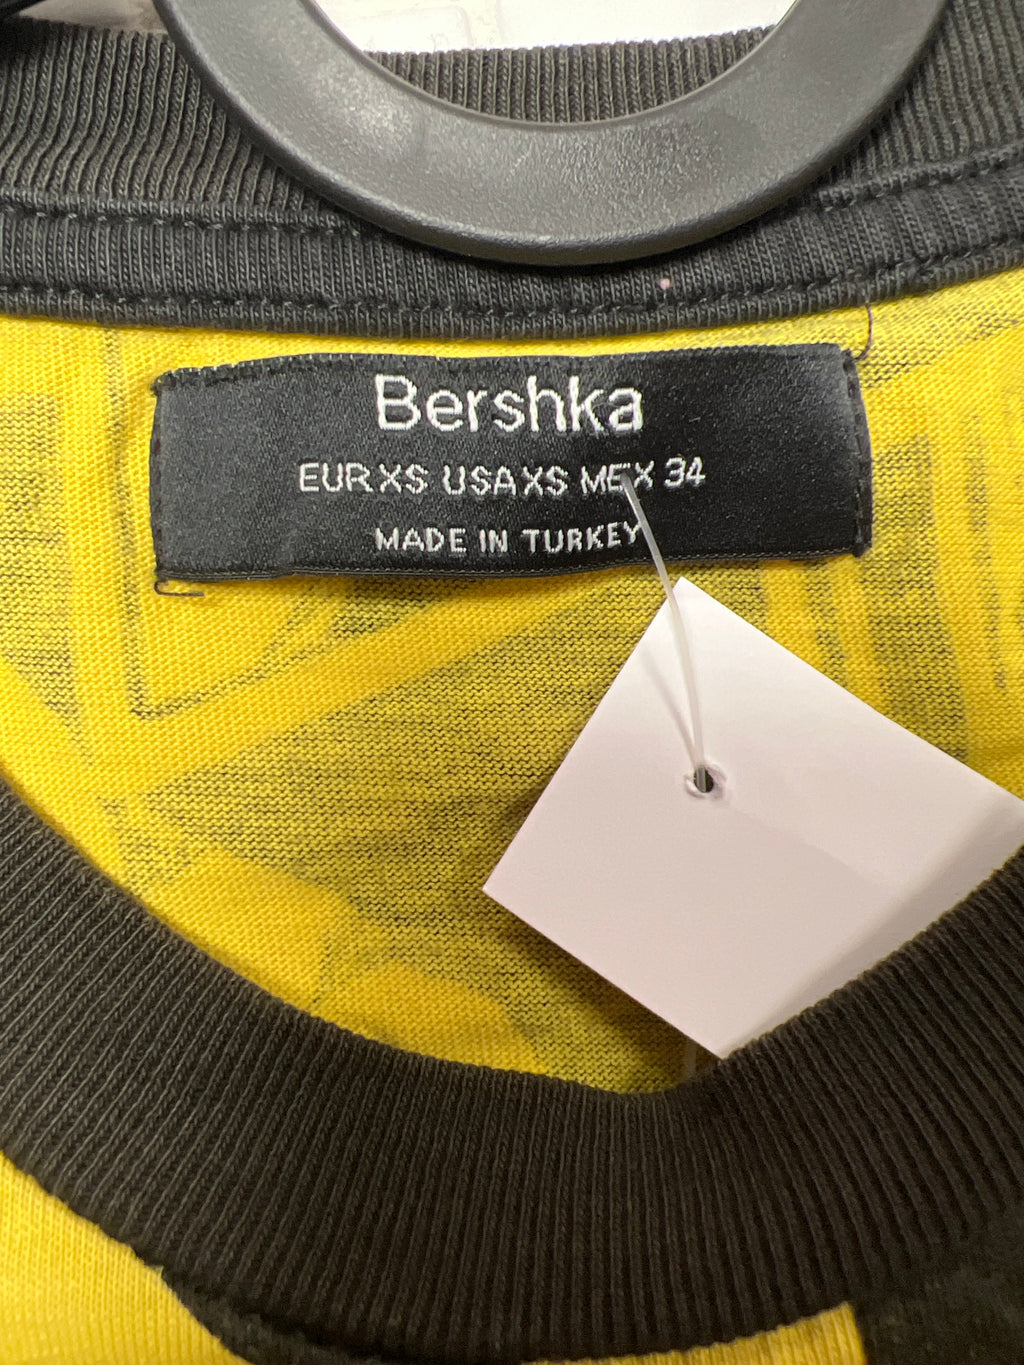 Bershka
EUR XS USA XS MEX 34
MADE IN TURKEY